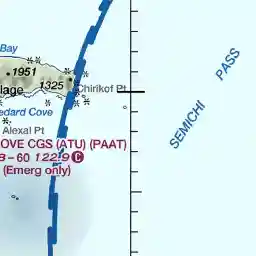 Bay
1951
1325
lage
Chirikof Pt
edard Cove
Alexai Pt
OVE CGS (ATU) (PAAT)
– 60 122.9 C
(Emerg only)
SEMICHI PASS